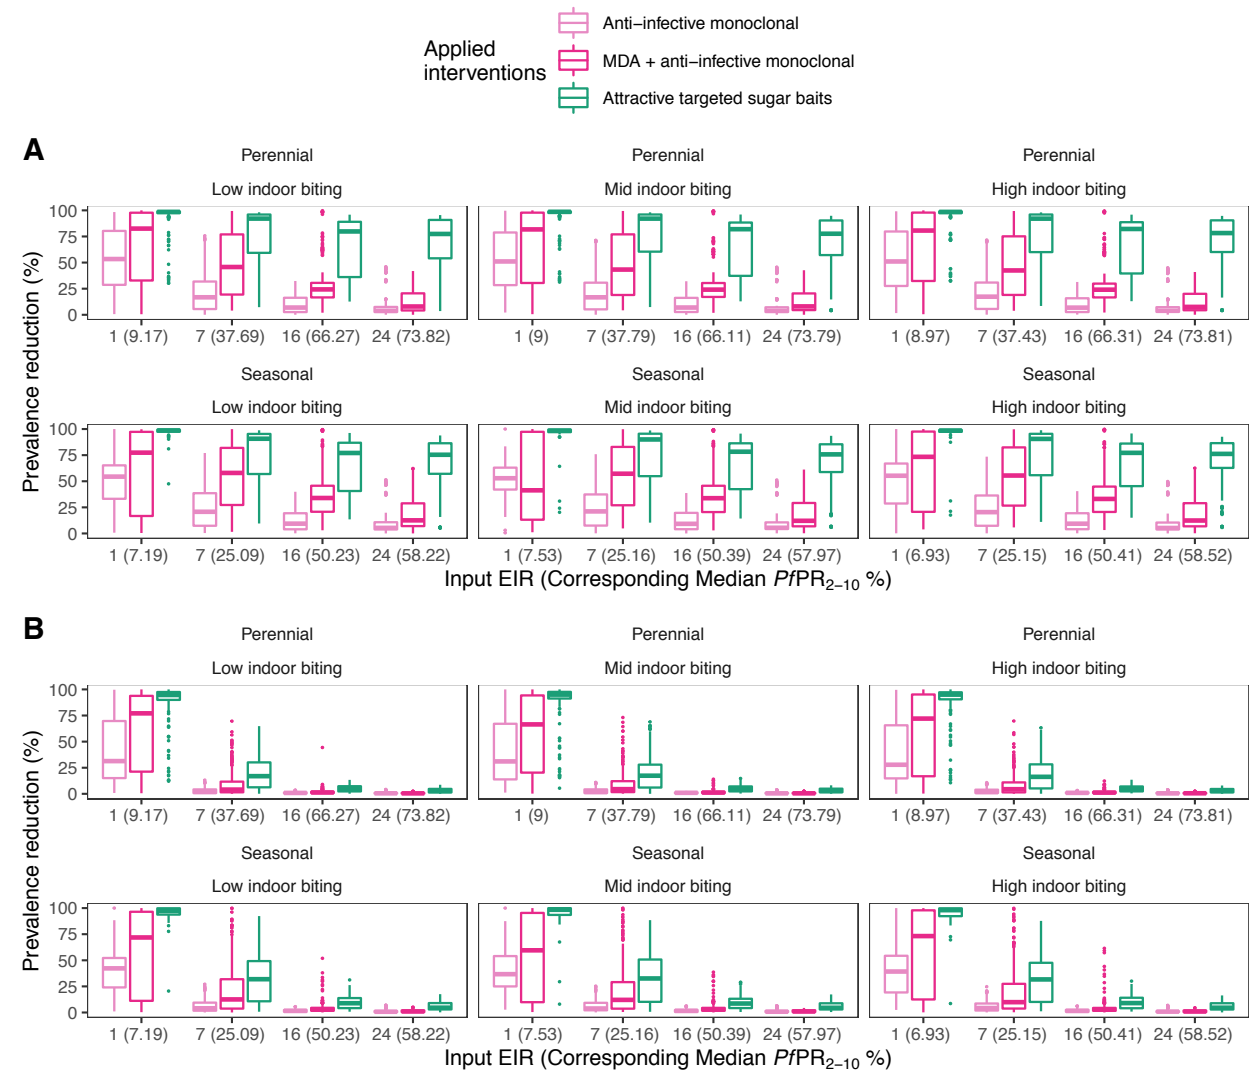 Applied
interventions
Anti−infective monoclonal
MDA + anti−infective monoclonal
Attractive targeted sugar baits
A
Perennial Perennial Perennial
Low indoor biting Mid indoor biting High indoor biting
100
75
50
25
0
1 (9.17) 7 (37.69) 16 (66.27) 24 (73.82) 1 (9) 7 (37.79) 16 (66.11) 24 (73.79) 1 (8.97) 7 (37.43) 16 (66.31) 24 (73.81)
Prevalence reduction (%)
Seasonal Seasonal Seasonal
Low indoor biting Mid indoor biting High indoor biting
100
75
50
25
0
1 (7.19) 7 (25.09) 16 (50.23) 24 (58.22) 1 (7.53) 7 (25.16) 16 (50.39) 24 (57.97) 1 (6.93) 7 (25.15) 16 (50.41) 24 (58.52)
Input EIR (Corresponding Median PfPR2−10 %)
B
Perennial Perennial Perennial
Low indoor biting Mid indoor biting High indoor biting
100
75
50
25
0
1 (9.17) 7 (37.69) 16 (66.27) 24 (73.82) 1 (9) 7 (37.79) 16 (66.11) 24 (73.79) 1 (8.97) 7 (37.43) 16 (66.31) 24 (73.81)
Prevalence reduction (%)
Seasonal Seasonal Seasonal
Low indoor biting Mid indoor biting High indoor biting
100
75
50
25
0
1 (7.19) 7 (25.09) 16 (50.23) 24 (58.22) 1 (7.53) 7 (25.16) 16 (50.39) 24 (57.97) 1 (6.93) 7 (25.15) 16 (50.41) 24 (58.52)
Input EIR (Corresponding Median PfPR2−10 %)